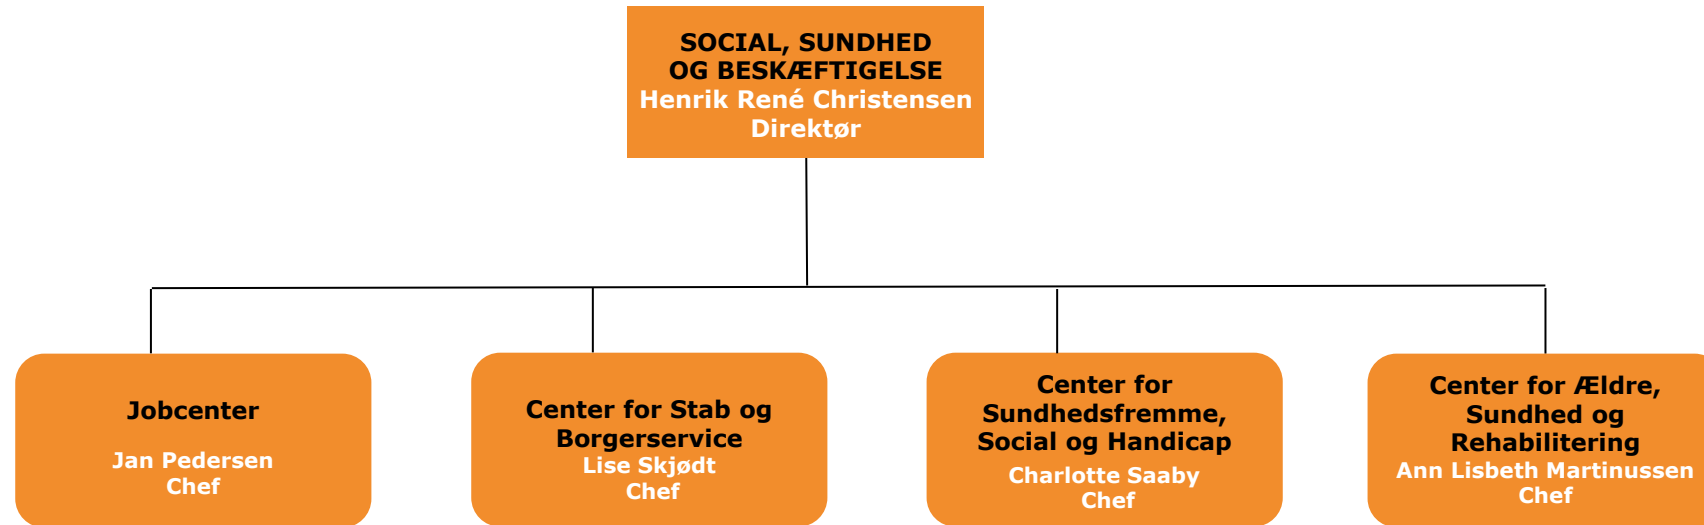 SOCIAL, SUNDHED
OG BESKÆFTIGELSE
Henrik René Christensen
Direktør
Jobcenter
Jan Pedersen
Chef
Center for Stab og
Borgerservice
Lise Skjødt
Chef
Center for
Sundhedsfremme,
Social og Handicap
Charlotte Saaby
Chef
Center for Ældre,
Sundhed og
Rehabilitering
Ann Lisbeth Martinussen
Chef